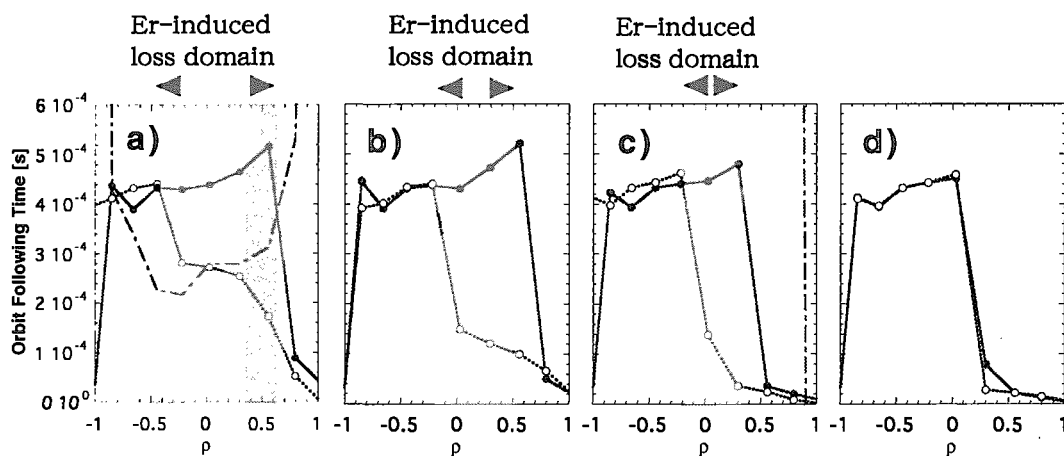 Er-induced
loss domain
Er-induced
loss domain
Er-induced
loss domain
Orbit Following Time [s]
6 10⁻⁴
5 10⁻⁴
4 10⁻⁴
3 10⁻⁴
2 10⁻⁴
1 10⁻⁴
0 10⁰
a)
b)
c)
d)
-1 -0.5 0 0.5 1
-1 -0.5 0 0.5 1
-1 -0.5 0 0.5 1
-1 -0.5 0 0.5 1
ρ
ρ
ρ
ρ